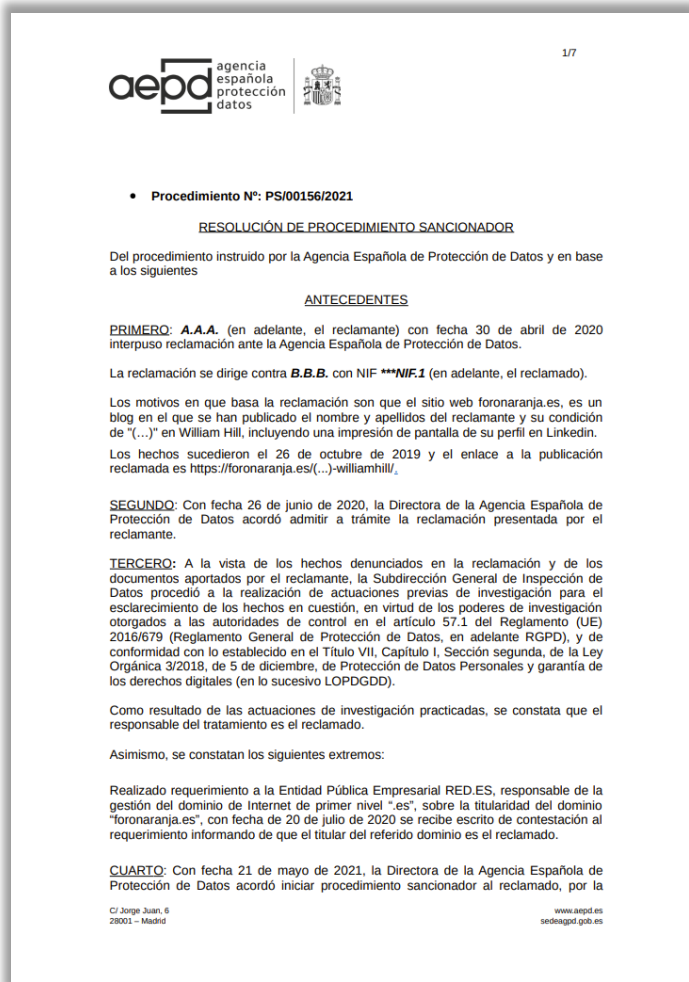 1/7
aepd
agencia
española
protección
datos
• Procedimiento Nº: PS/00156/2021
RESOLUCIÓN DE PROCEDIMIENTO SANCIONADOR
Del procedimiento instruido por la Agencia Española de Protección de Datos y en base
a los siguientes
ANTECEDENTES
PRIMERO: A.A.A. (en adelante, el reclamante) con fecha 30 de abril de 2020
interpuso reclamación ante la Agencia Española de Protección de Datos.
La reclamación se dirige contra B.B.B. con NIF ***NIF.1 (en adelante, el reclamado).
Los motivos en que basa la reclamación son que el sitio web foronaranja.es, es un
blog en el que se han publicado el nombre y apellidos del reclamante y su condición
de "(…)" en William Hill, incluyendo una impresión de pantalla de su perfil en Linkedin.
Los hechos sucedieron el 26 de octubre de 2019 y el enlace a la publicación
reclamada es https://foronaranja.es/(...)-williamhill/.
SEGUNDO: Con fecha 26 de junio de 2020, la Directora de la Agencia Española de
Protección de Datos acordó admitir a trámite la reclamación presentada por el
reclamante.
TERCERO: A la vista de los hechos denunciados en la reclamación y de los
documentos aportados por el reclamante, la Subdirección General de Inspección de
Datos procedió a la realización de actuaciones previas de investigación para el
esclarecimiento de los hechos en cuestión, en virtud de los poderes de investigación
otorgados a las autoridades de control en el artículo 57.1 del Reglamento (UE)
2016/679 (Reglamento General de Protección de Datos, en adelante RGPD), y de
conformidad con lo establecido en el Título VII, Capítulo I, Sección segunda, de la Ley
Orgánica 3/2018, de 5 de diciembre, de Protección de Datos Personales y garantía de
los derechos digitales (en lo sucesivo LOPDGDD).
Como resultado de las actuaciones de investigación practicadas, se constata que el
responsable del tratamiento es el reclamado.
Asimismo, se constatan los siguientes extremos:
Realizado requerimiento a la Entidad Pública Empresarial RED.ES, responsable de la
gestión del dominio de Internet de primer nivel “.es”, sobre la titularidad del dominio
“foronaranja.es”, con fecha de 20 de julio de 2020 se recibe escrito de contestación al
requerimiento informando de que el titular del referido dominio es el reclamado.
CUARTO: Con fecha 21 de mayo de 2021, la Directora de la Agencia Española de
Protección de Datos acordó iniciar procedimiento sancionador al reclamado, por la
C/ Jorge Juan, 6
28001 – Madrid
www.aepd.es
sedeagpd.gob.es